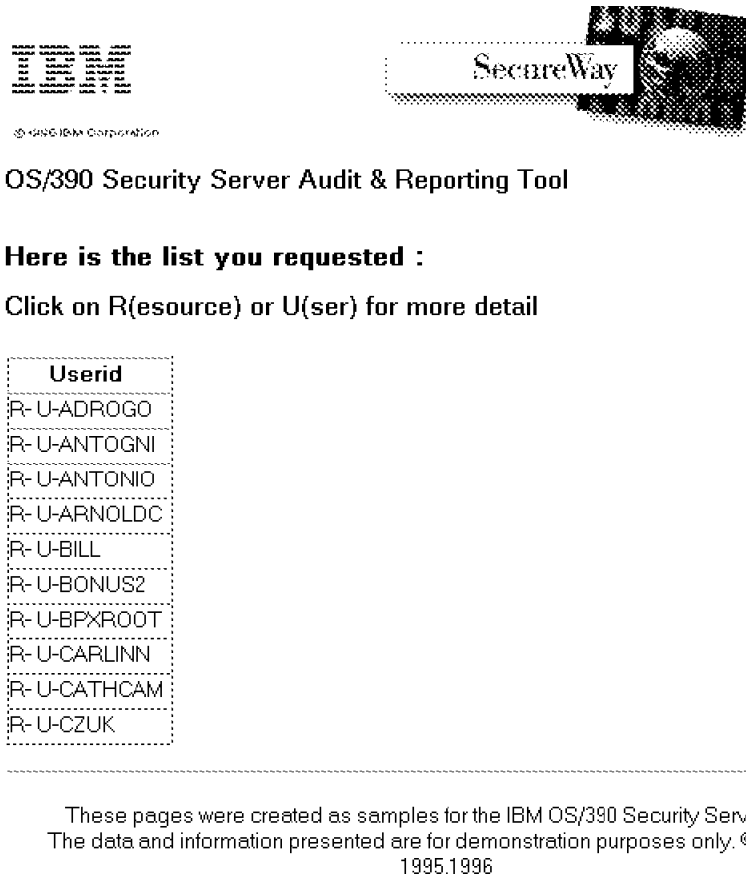 IBM
SecureWay
© 1996 IBM Corporation
OS/390 Security Server Audit & Reporting Tool
Here is the list you requested :
Click on R(esource) or U(ser) for more detail
Userid
R- U-ADROGO
R- U-ANTOGNI
R- U-ANTONIO
R- U-ARNOLDC
R- U-BILL
R- U-BONUS2
R- U-BPXROOT
R- U-CARLINN
R- U-CATHCAM
R- U-CZUK
These pages were created as samples for the IBM OS/390 Security Serv
The data and information presented are for demonstration purposes only. ©
1995.1996